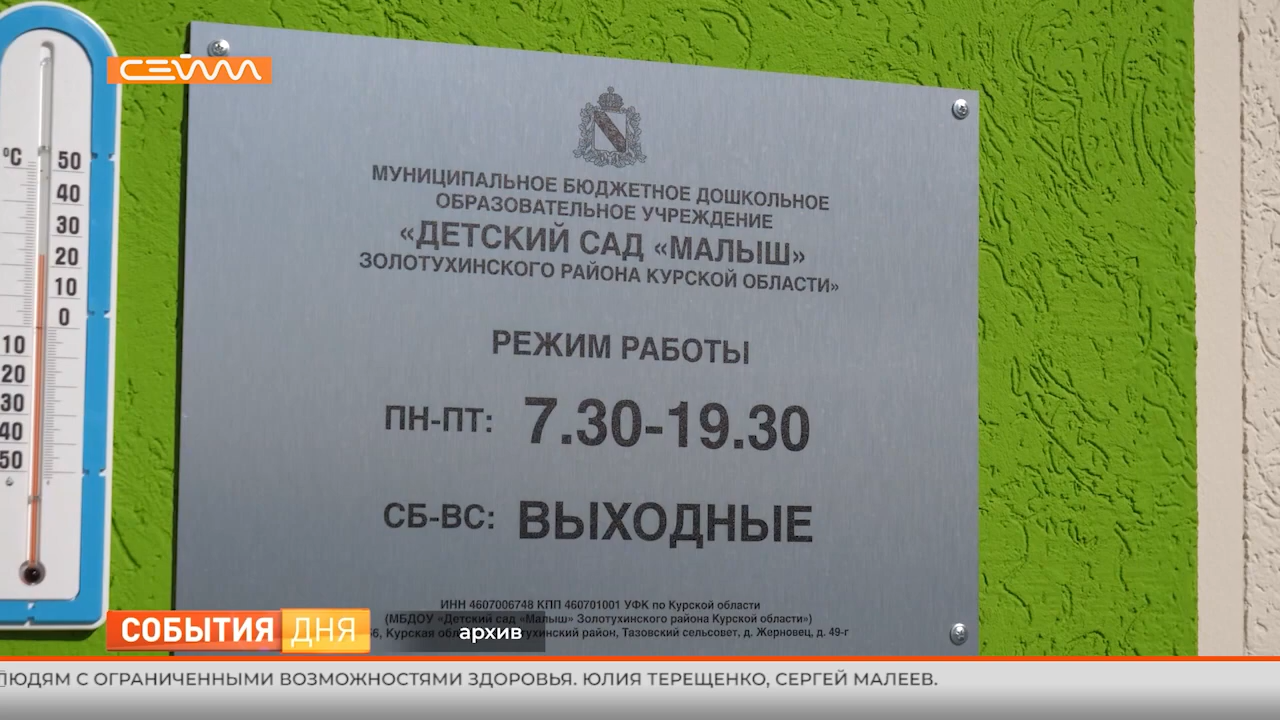 СЕЙМ
°C
50
40
30
20
10
0
10
20
30
40
50
МУНИЦИПАЛЬНОЕ БЮДЖЕТНОЕ ДОШКОЛЬНОЕ
ОБРАЗОВАТЕЛЬНОЕ УЧРЕЖДЕНИЕ
«ДЕТСКИЙ САД «МАЛЫШ»
ЗОЛОТУХИНСКОГО РАЙОНА КУРСКОЙ ОБЛАСТИ»
РЕЖИМ РАБОТЫ
ПН-ПТ: 7.30-19.30
СБ-ВС: ВЫХОДНЫЕ
ИНН 4607006748 КПП 460701001 УФК по Курской области
(МБДОУ «Детский сад «Малыш» Золотухинского района Курской области»)
Курская район, Тазовский сельсовет, д. Жерновец, д. 49-г
СОБЫТИЯ ДНЯ
архив
ЛЮДЯМ С ОГРАНИЧЕННЫМИ ВОЗМОЖНОСТЯМИ ЗДОРОВЬЯ. ЮЛИЯ ТЕРЕЩЕНКО, СЕРГЕЙ МАЛЕЕВ.